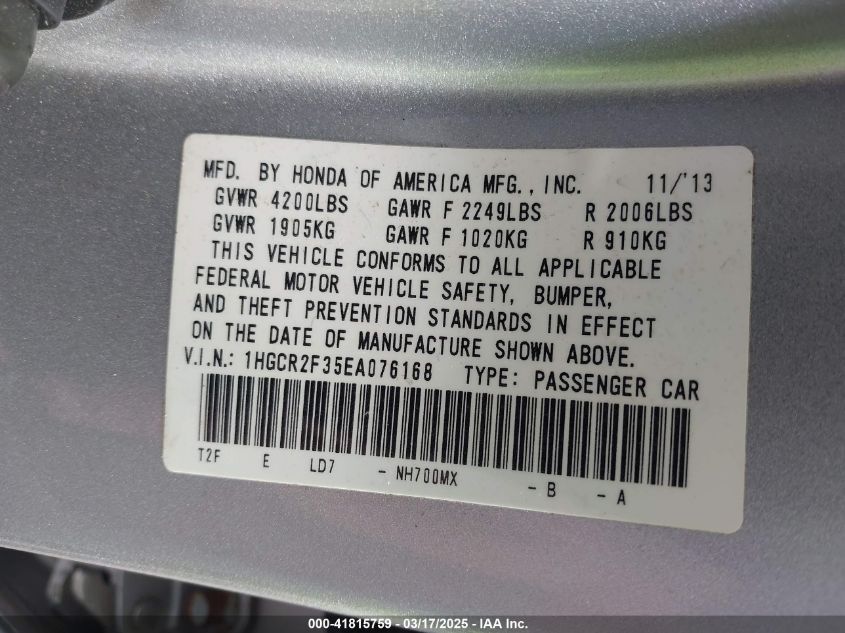 MFD. BY HONDA OF AMERICA MFG., INC. 11/'13
GVWR 4200LBS GAWR F 2249LBS R 2006LBS
GVWR 1905KG GAWR F 1020KG R 910KG
THIS VEHICLE CONFORMS TO ALL APPLICABLE
FEDERAL MOTOR VEHICLE SAFETY, BUMPER,
AND THEFT PREVENTION STANDARDS IN EFFECT
ON THE DATE OF MANUFACTURE SHOWN ABOVE.
V.I.N.: 1HGCR2F35EA076168 TYPE: PASSENGER CAR
T2F E LD7 - NH700MX - B - A
000-41815759 - 03/17/2025 - IAA Inc.